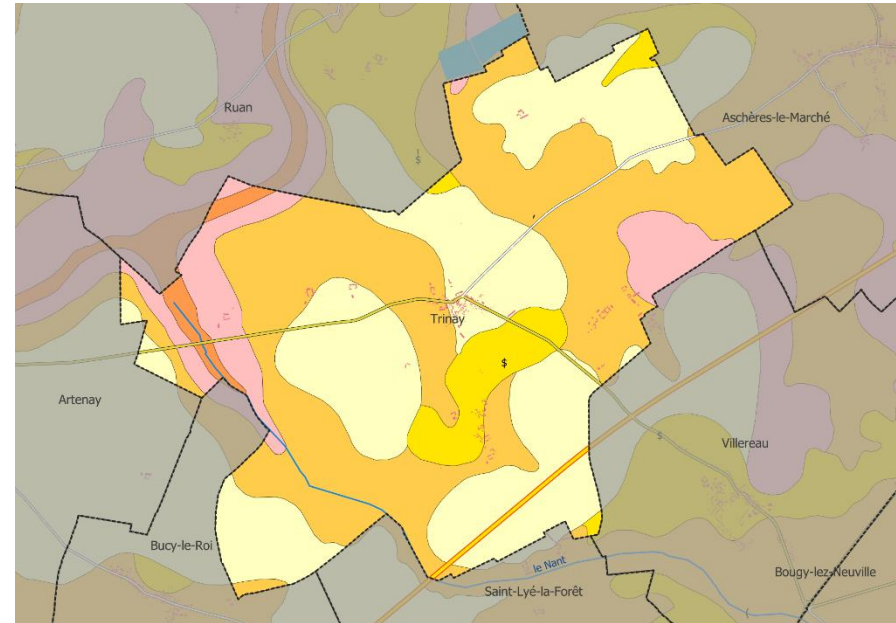 Ruan
Aschères-le-Marché
$
Trinay
$
Artenay
$
Villereau
Bucy-le-Roi
le Nant
Saint-Lyé-la-Forêt
Bougy-lez-Neuville